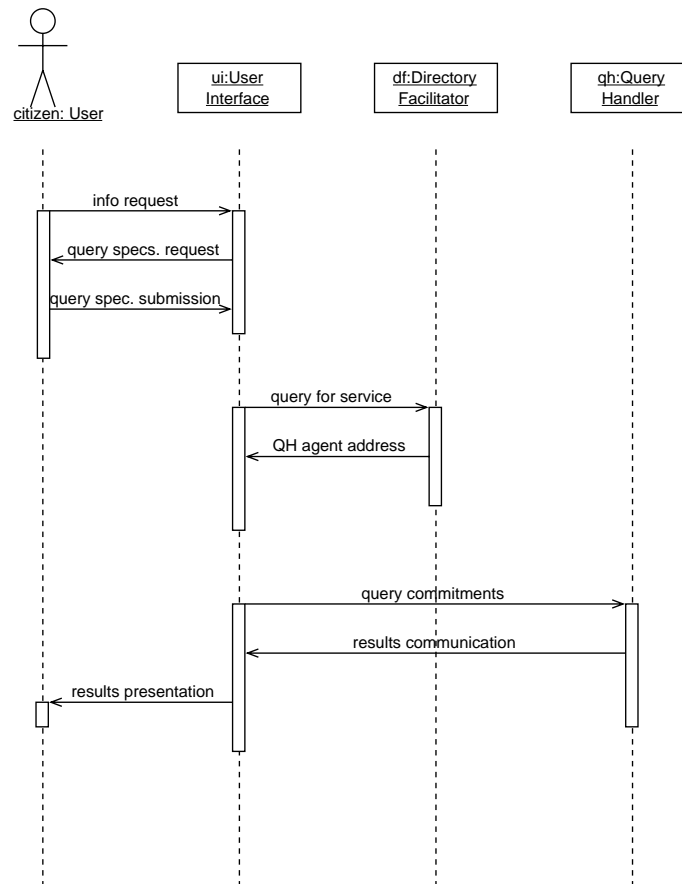 citizen: User
ui:User
Interface
df:Directory
Facilitator
qh:Query
Handler
info request
query specs. request
query spec. submission
query for service
QH agent address
query commitments
results communication
results presentation